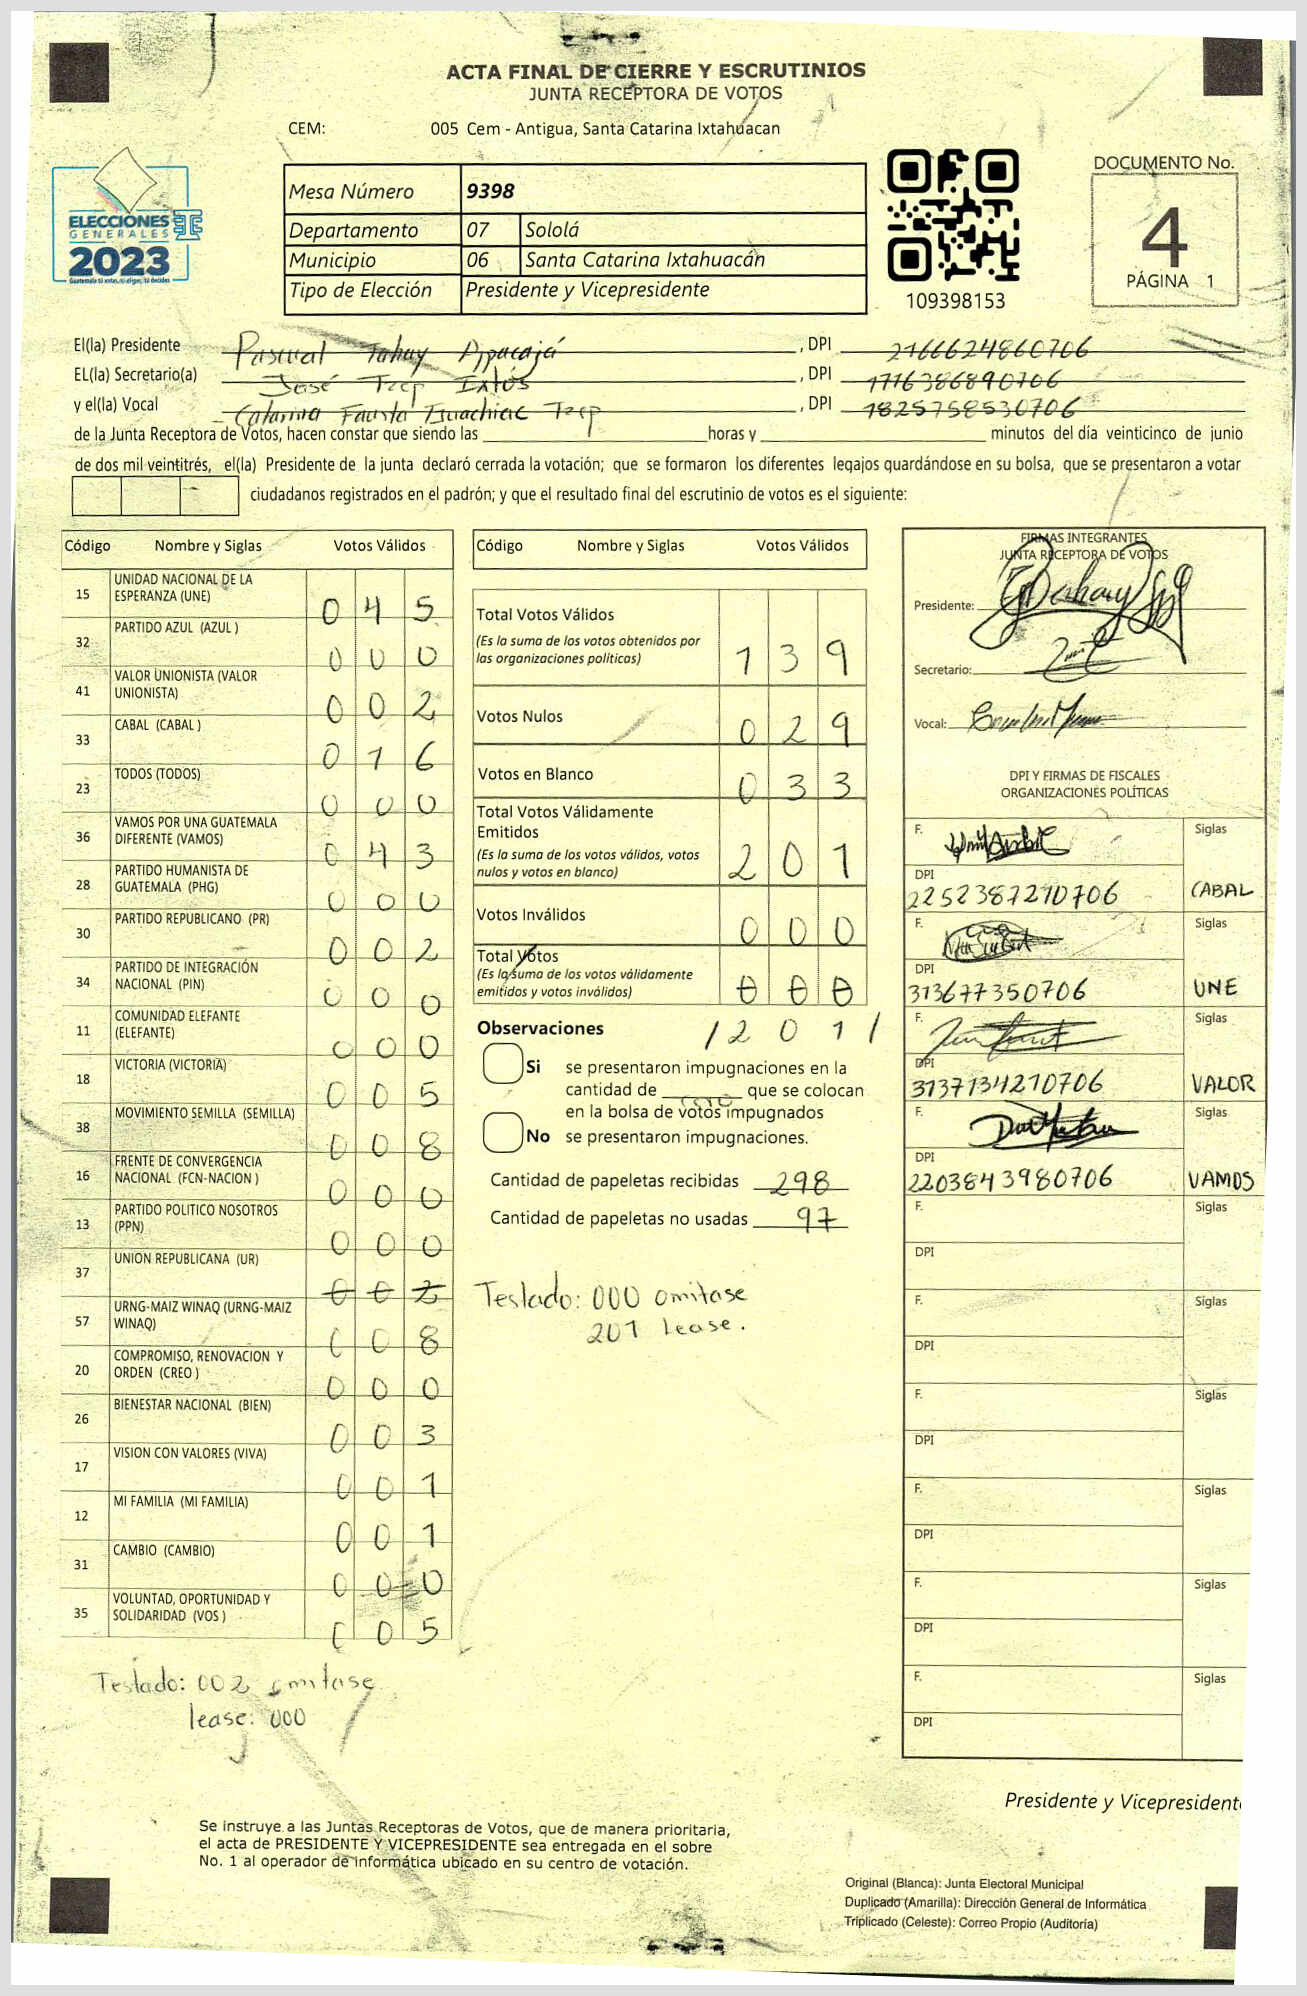 ACTA FINAL DE CIERRE Y ESCRUTINIOS
JUNTA RECEPTORA DE VOTOS
CEM: 005 Cem - Antigua, Santa Catarina Ixtahuacan
DOCUMENTO No.
4
PÁGINA 1
ELECCIONES
GENERALES
2023
Mesa Número 9398
Departamento 07 Sololá
Municipio 06 Santa Catarina Ixtahuacán
Tipo de Elección Presidente y Vicepresidente
109398153
El(la) Presidente Pascual Tahay , DPI 2166624860706
EL(la) Secretario(a) José Tzep Ixtós , DPI 1716386890706
y el(la) Vocal Catarina Fausta Tzep , DPI 1825758530706
de la Junta Receptora de Votos, hacen constar que siendo las horas y minutos del día veinticinco de junio
de dos mil veintitrés, el(la) Presidente de la junta declaró cerrada la votación; que se formaron los diferentes legajos guardándose en su bolsa, que se presentaron a votar
ciudadanos registrados en el padrón; y que el resultado final del escrutinio de votos es el siguiente:
Código Nombre y Siglas Votos Válidos
15 UNIDAD NACIONAL DE LA
ESPERANZA (UNE) 0 4 5
32 PARTIDO AZUL (AZUL ) 0 0 0
41 VALOR UNIONISTA (VALOR
UNIONISTA) 0 0 2
33 CABAL (CABAL ) 0 1 6
23 TODOS (TODOS) 0 0 0
36 VAMOS POR UNA GUATEMALA
DIFERENTE (VAMOS) 0 4 3
28 PARTIDO HUMANISTA DE
GUATEMALA (PHG) 0 0 0
30 PARTIDO REPUBLICANO (PR) 0 0 2
34 PARTIDO DE INTEGRACIÓN
NACIONAL (PIN) 0 0 0
11 COMUNIDAD ELEFANTE
(ELEFANTE) 0 0 0
18 VICTORIA (VICTORIA) 0 0 5
38 MOVIMIENTO SEMILLA (SEMILLA) 0 0 8
16 FRENTE DE CONVERGENCIA
NACIONAL (FCN-NACION ) 0 0 0
13 PARTIDO POLITICO NOSOTROS
(PPN) 0 0 0
37 UNION REPUBLICANA (UR) 0 0 2
57 URNG-MAIZ WINAQ (URNG-MAIZ
WINAQ) 0 0 8
20 COMPROMISO, RENOVACION Y
ORDEN (CREO ) 0 0 0
26 BIENESTAR NACIONAL (BIEN) 0 0 3
17 VISION CON VALORES (VIVA) 0 0 1
12 MI FAMILIA (MI FAMILIA) 0 0 1
31 CAMBIO (CAMBIO) 0 0 0
35 VOLUNTAD, OPORTUNIDAD Y
SOLIDARIDAD (VOS ) 0 0 5
Testado: 002 omitase
lease: 000
Código Nombre y Siglas Votos Válidos
Total Votos Válidos
(Es la suma de los votos obtenidos por
las organizaciones políticas) 1 3 9
Votos Nulos 0 2 9
Votos en Blanco 0 3 3
Total Votos Válidamente
Emitidos
(Es la suma de los votos válidos, votos
nulos y votos en blanco) 2 0 1
Votos Inválidos 0 0 0
Total Votos
(Es la suma de los votos válidamente
emitidos y votos inválidos) 0 0 0
Observaciones / 2 0 1 /
Si se presentaron impugnaciones en la
cantidad de que se colocan
en la bolsa de votos impugnados
No se presentaron impugnaciones.
Cantidad de papeletas recibidas 298
Cantidad de papeletas no usadas 97
Testado: 000 omitase
201 lease.
FIRMAS INTEGRANTES
JUNTA RECEPTORA DE VOTOS
Presidente:
Secretario:
Vocal:
DPI Y FIRMAS DE FISCALES
ORGANIZACIONES POLÍTICAS
F. Siglas
DPI
2252387270706 CABAL
F. Siglas
DPI
313677350706 UNE
F. Siglas
DPI
3137134210706 VALOR
F. Siglas
DPI
2203843980706 VAMOS
F. Siglas
DPI
F. Siglas
DPI
F. Siglas
DPI
F. Siglas
DPI
F. Siglas
DPI
F. Siglas
DPI
Presidente y Vicepresident
Se instruye a las Juntas Receptoras de Votos, que de manera prioritaria,
el acta de PRESIDENTE Y VICEPRESIDENTE sea entregada en el sobre
No. 1 al operador de informática ubicado en su centro de votación.
Original (Blanca): Junta Electoral Municipal
Duplicado (Amarilla): Dirección General de Informática
Triplicado (Celeste): Correo Propio (Auditoría)